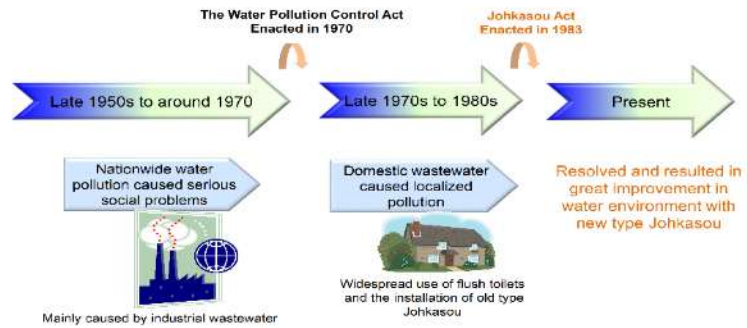 The Water Pollution Control Act
Enacted in 1970
Johkasou Act
Enacted in 1983
Late 1950s to around 1970
Late 1970s to 1980s
Present
Nationwide water
pollution caused serious
social problems
Domestic wastewater
caused localized
pollution
Resolved and resulted in
great improvement in
water environment with
new type Johkasou
Mainly caused by industrial wastewater
Widespread use of flush toilets
and the installation of old type
Johkasou